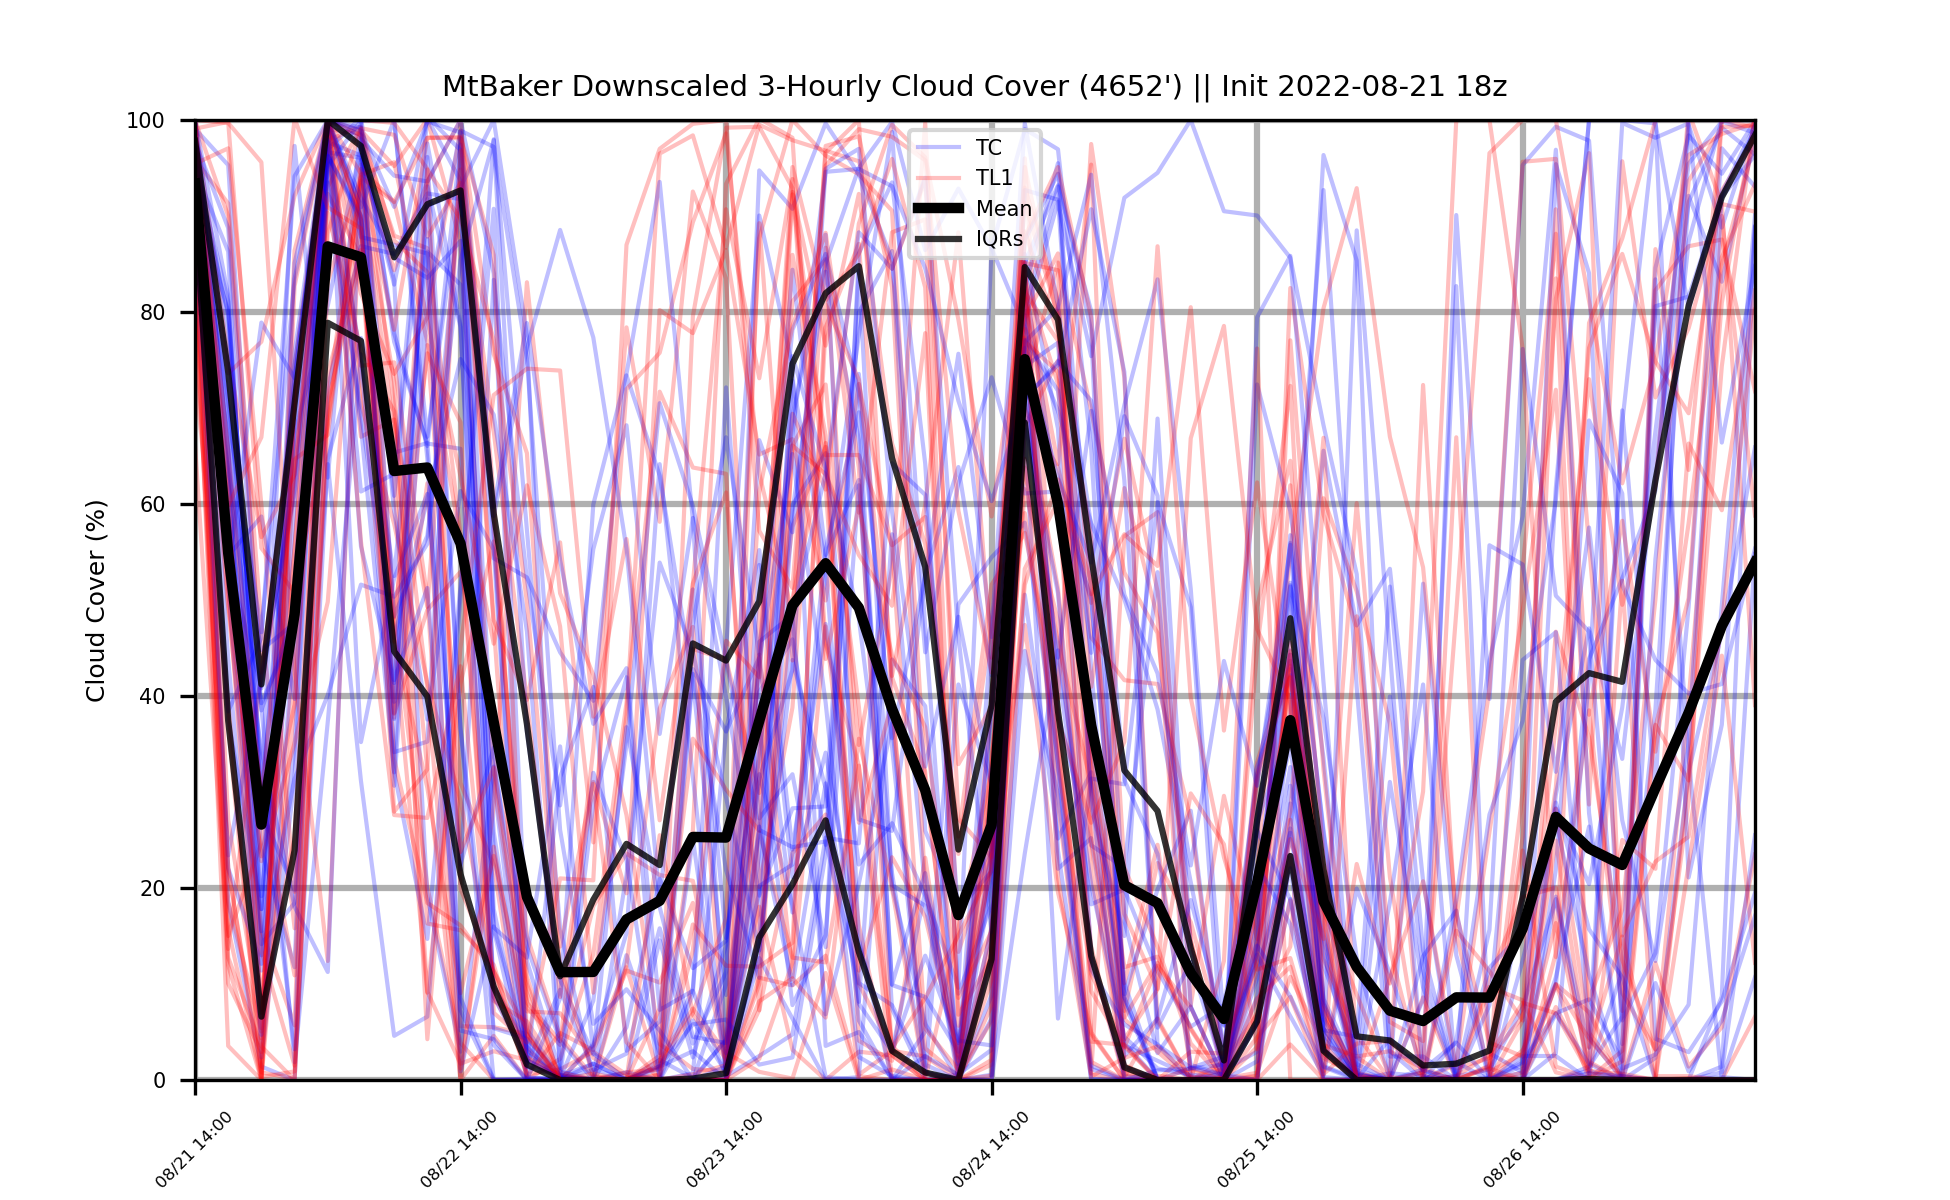 MtBaker Downscaled 3-Hourly Cloud Cover (4652') || Init 2022-08-21 18z
Cloud Cover (%)
100
80
60
40
20
0
TC
TL1
Mean
IQRs
08/21 14:00
08/22 14:00
08/23 14:00
08/24 14:00
08/25 14:00
08/26 14:00